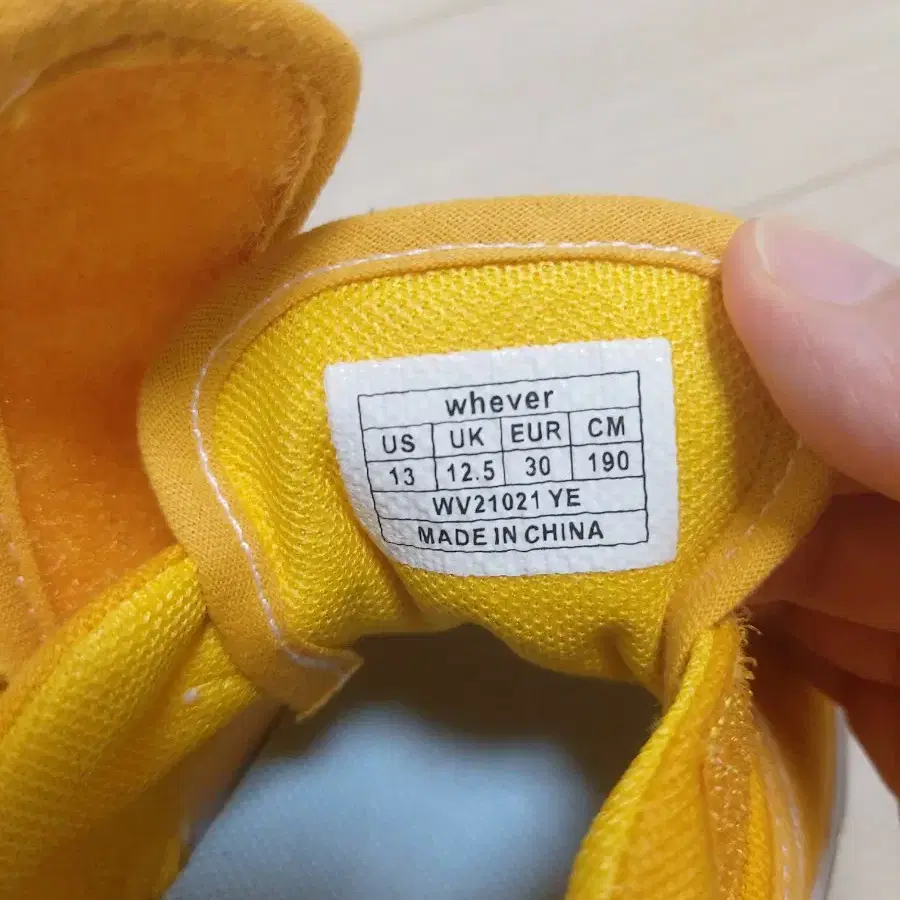 whever
US UK EUR CM
13 12.5 30 190
WV21021 YE
MADE IN CHINA